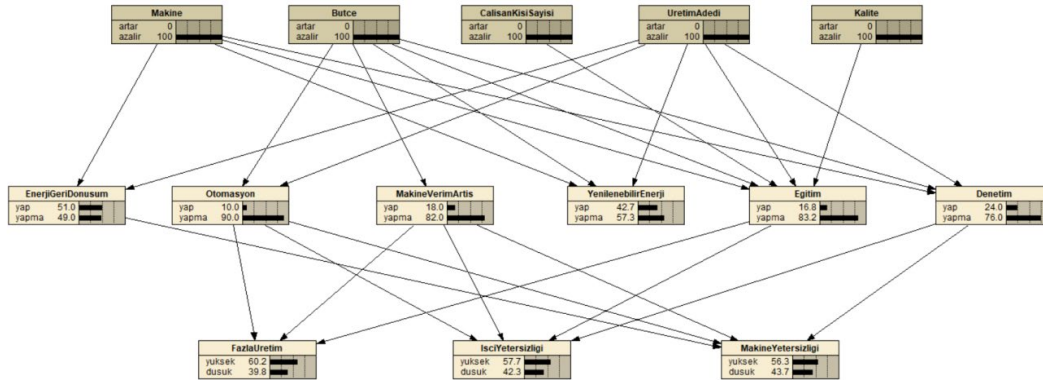 Makine
artar 0
azalir 100
Butce
artar 0
azalir 100
CalisanKisiSayisi
artar 0
azalir 100
UretimAdedi
artar 0
azalir 100
Kalite
artar 0
azalir 100
EnerjiGeriDonusum
yap 51.0
yapma 49.0
Otomasyon
yap 10.0
yapma 90.0
MakineVerimArtis
yap 18.0
yapma 82.0
YenilenebilirEnerji
yap 42.7
yapma 57.3
Egitim
yap 16.8
yapma 83.2
Denetim
yap 24.0
yapma 76.0
FazlaUretim
yuksek 60.2
dusuk 39.8
IsciYetersizligi
yuksek 57.7
dusuk 42.3
MakineYetersizligi
yuksek 56.3
dusuk 43.7